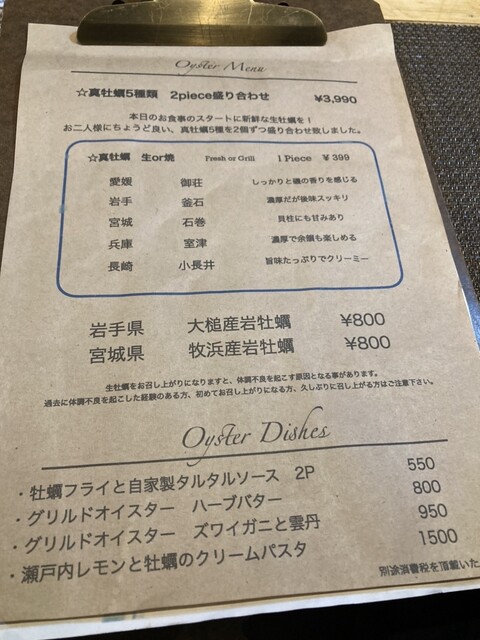 Oyster Menu
☆真牡蠣5種類 2piece盛り合わせ ¥3,990
本日のお食事のスタートに新鮮な生牡蠣を！
お二人様にちょうど良い、真牡蠣5種を2個ずつ盛り合わせ致しました。
☆真牡蠣 生or焼 Fresh or Grill 1 Piece ¥ 399
愛媛 御荘 しっかりと磯の香りを感じる
岩手 釜石 濃厚だが後味スッキリ
宮城 石巻 貝柱にも甘みあり
兵庫 室津 濃厚で余韻も楽しめる
長崎 小長井 旨味たっぷりでクリーミー
岩手県 大槌産岩牡蠣 ¥800
宮城県 牧浜産岩牡蠣 ¥800
生牡蠣をお召し上がりになりますと、体調不良を起こす原因となる事があります。
過去に体調不良を起こした経験のある方、初めてお召し上がりになる方、久しぶりに召し上がる方はご注意下さい。
Oyster Dishes
・牡蠣フライと自家製タルタルソース 2P 550
・グリルドオイスター ハーブバター 800
・グリルドオイスター ズワイガニと雲丹 950
・瀬戸内レモンと牡蠣のクリームパスタ 1500
別途消費税を頂戴いた